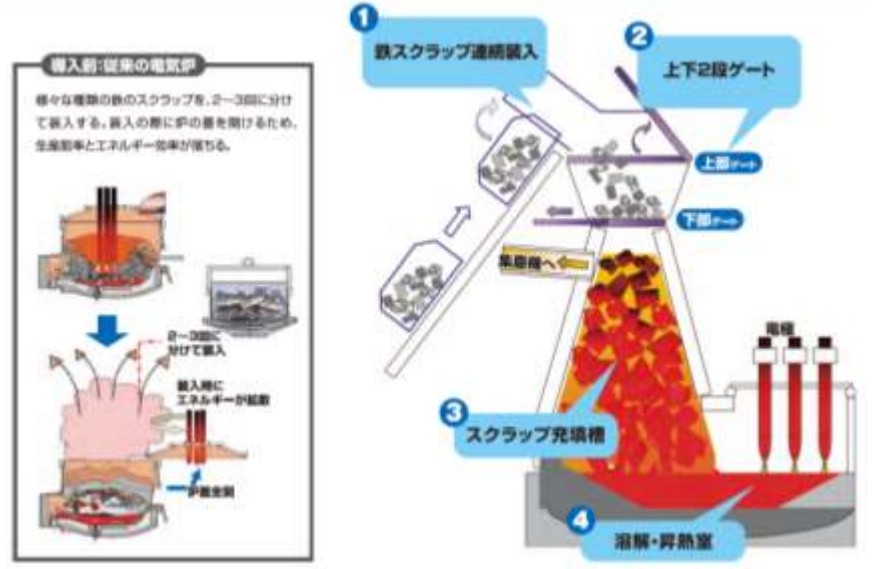 導入前:従来の電気炉
様々な種類の鉄のスクラップを、2〜3回に分け
て装入する。装入の際に炉の蓋を開けるため、
生産効率とエネルギー効率が落ちる。
2〜3回に
分けて装入
装入時に
エネルギーが拡散
炉蓋全開
1
鉄スクラップ連続装入
2
上下2段ゲート
上部ゲート
下部ゲート
集塵機へ
電極
3
スクラップ充填槽
4
溶解・昇熱室